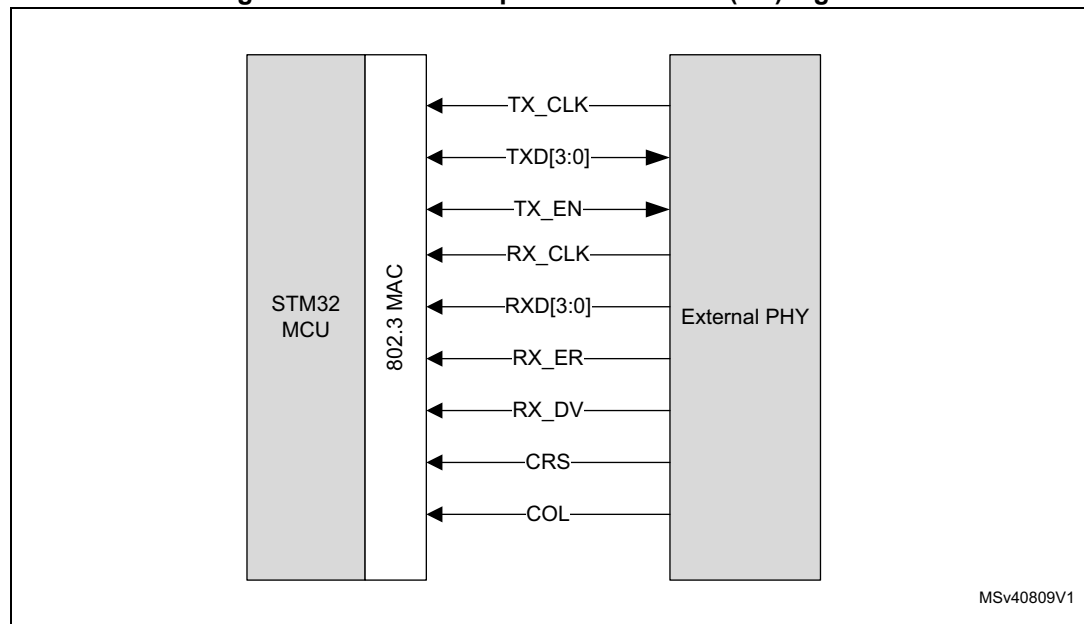 TX_CLK
TXD[3:0]
TX_EN
RX_CLK
RXD[3:0]
RX_ER
RX_DV
CRS
COL
STM32
MCU
802.3 MAC
External PHY
MSv40809V1